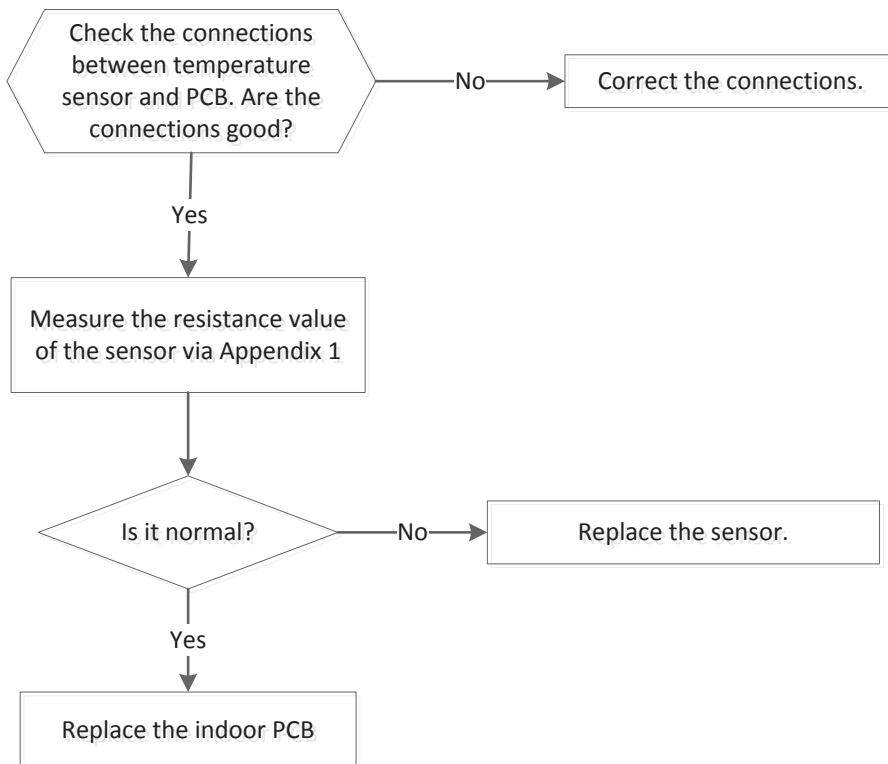 Check the connections
between temperature
sensor and PCB. Are the
connections good?
No
Correct the connections.
Yes
Measure the resistance value
of the sensor via Appendix 1
Is it normal?
No
Replace the sensor.
Yes
Replace the indoor PCB